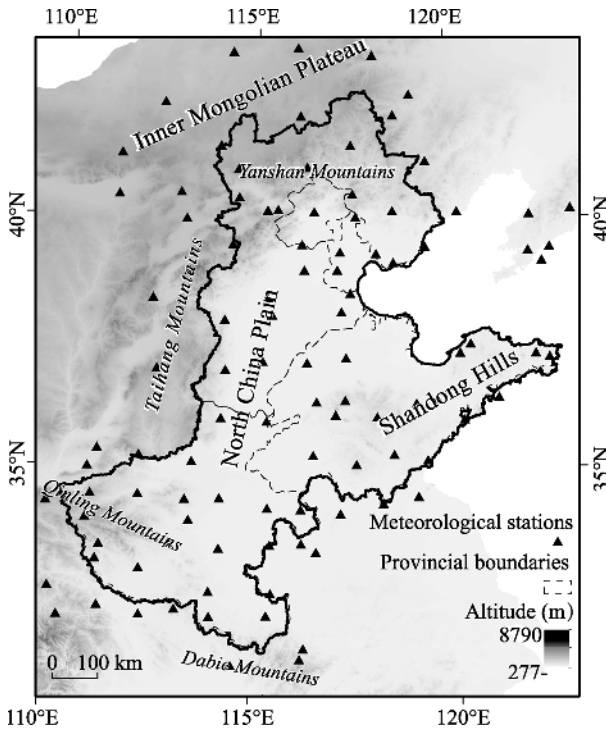 110°E 115°E 120°E
Inner Mongolian Plateau
Yanshan Mountains
40°N 40°N
Taihang Mountains
North China Plain
Shandong Hills
35°N 35°N
Qinling Mountains
Meteorological stations
Provincial boundaries
Altitude (m)
8790
277-
0 100 km
Dabie Mountains
110°E 115°E 120°E